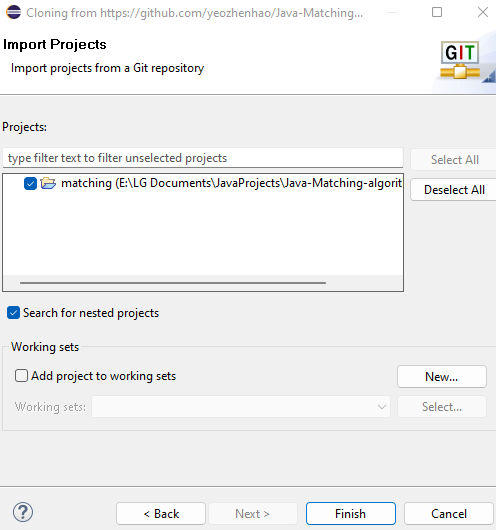 Cloning from https://github.com/yeozhenhao/Java-Matching...
Import Projects
Import projects from a Git repository
GIT
Projects:
type filter text to filter unselected projects
Select All
matching (E:\LG Documents\JavaProjects\Java-Matching-algorit
Deselect All
Search for nested projects
Working sets
Add project to working sets
New...
Working sets:
Select...
?
< Back
Next >
Finish
Cancel